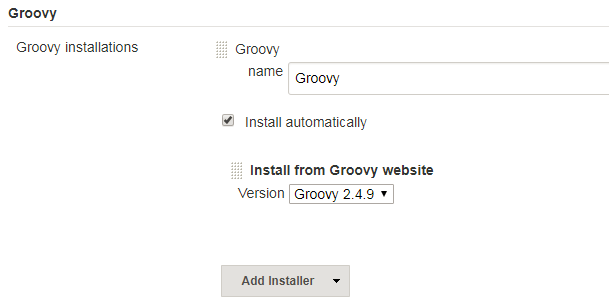 Groovy
Groovy installations
Groovy
name
Groovy
Install automatically
Install from Groovy website
Version Groovy 2.4.9
Add Installer